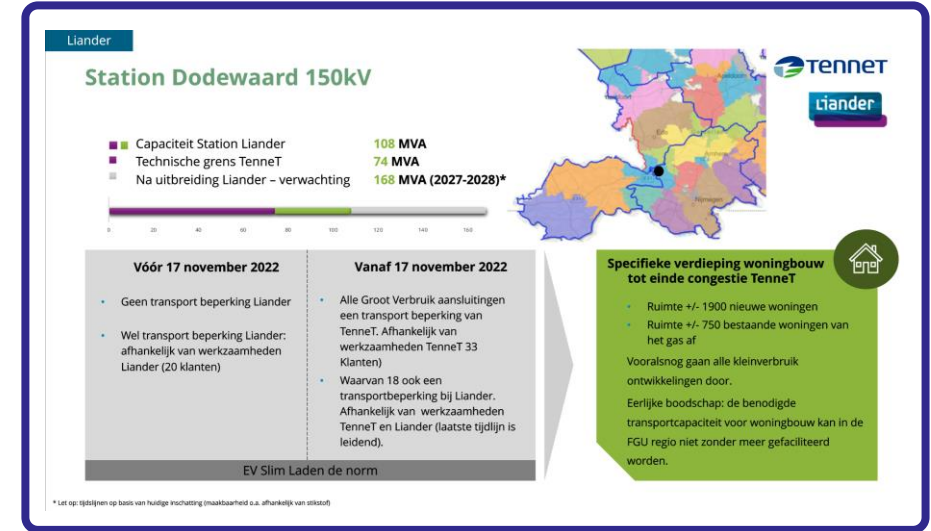 Liander
Station Dodewaard 150kV
TenneT
Liander
Capaciteit Station Liander 108 MVA
Technische grens TenneT 74 MVA
Na uitbreiding Liander – verwachting 168 MVA (2027-2028)*
0 20 40 60 80 100 120 140 160
Nijmegen
Vóór 17 november 2022
• Geen transport beperking Liander
• Wel transport beperking Liander:
afhankelijk van werkzaamheden
Liander (20 klanten)
Vanaf 17 november 2022
• Alle Groot Verbruik aansluitingen
een transport beperking van
TenneT. Afhankelijk van
werkzaamheden TenneT 33
Klanten)
• Waarvan 18 ook een
transportbeperking bij Liander.
Afhankelijk van werkzaamheden
TenneT en Liander (laatste tijdlijn is
leidend).
EV Slim Laden de norm
Specifieke verdieping woningbouw
tot einde congestie TenneT
• Ruimte +/- 1900 nieuwe woningen
• Ruimte +/- 750 bestaande woningen van
het gas af
Vooralsnog gaan alle kleinverbruik
ontwikkelingen door.
Eerlijke boodschap: de benodigde
transportcapaciteit voor woningbouw kan in de
FGU regio niet zonder meer gefaciliteerd
worden.
* Let op: tijdslijnen op basis van huidige inschatting (maakbaarheid o.a. afhankelijk van stikstof)